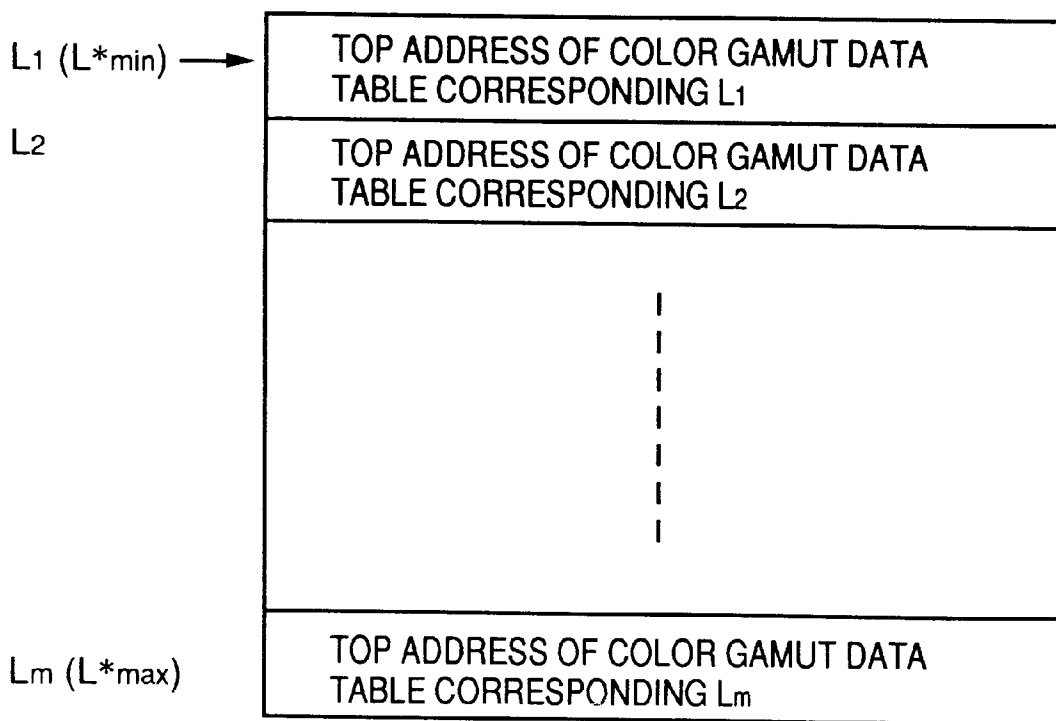 L1 (L*min)
TOP ADDRESS OF COLOR GAMUT DATA
TABLE CORRESPONDING L1
L2
TOP ADDRESS OF COLOR GAMUT DATA
TABLE CORRESPONDING L2
Lm (L*max)
TOP ADDRESS OF COLOR GAMUT DATA
TABLE CORRESPONDING Lm